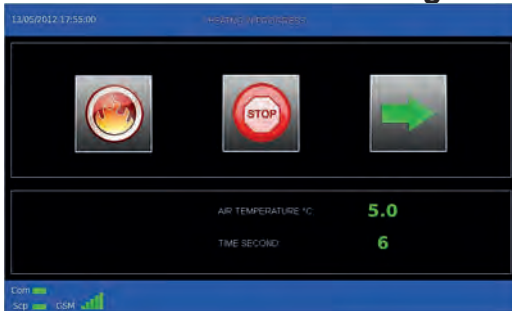 13/05/2012 17:55:00
HEATING IN PROGRESS
STOP
AIR TEMPERATURE °C 5.0
TIME SECOND 6
Com
Scp GSM